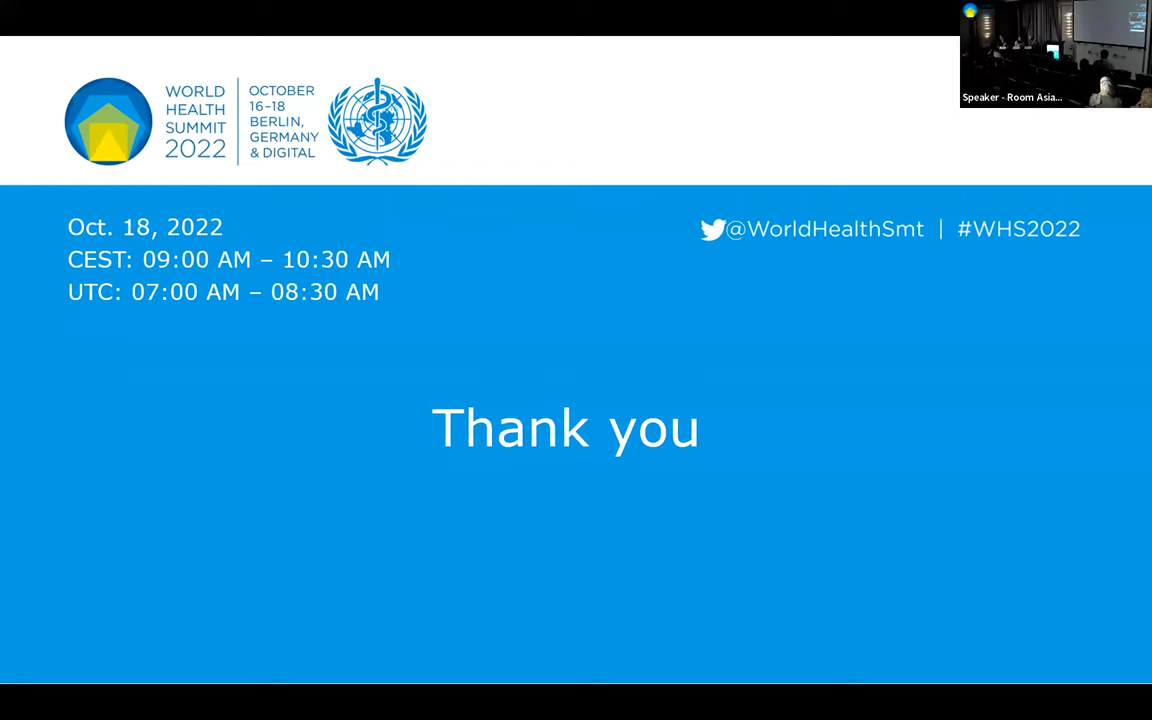 WORLD
HEALTH
SUMMIT
2022
OCTOBER
16-18
BERLIN,
GERMANY
& DIGITAL
Speaker - Room Asia...
Oct. 18, 2022
CEST: 09:00 AM – 10:30 AM
UTC: 07:00 AM – 08:30 AM
@WorldHealthSmt | #WHS2022
Thank you